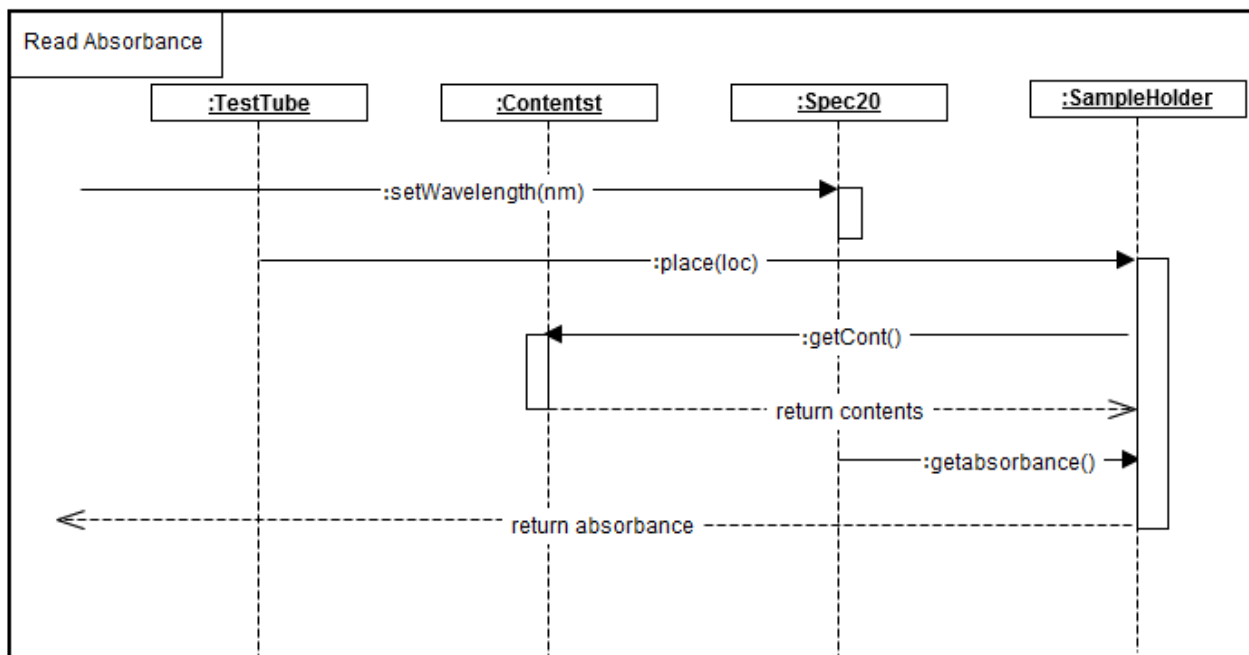 Read Absorbance
:TestTube
:Contentst
:Spec20
:SampleHolder
:setWavelength(nm)
:place(loc)
:getCont()
return contents
:getabsorbance()
return absorbance